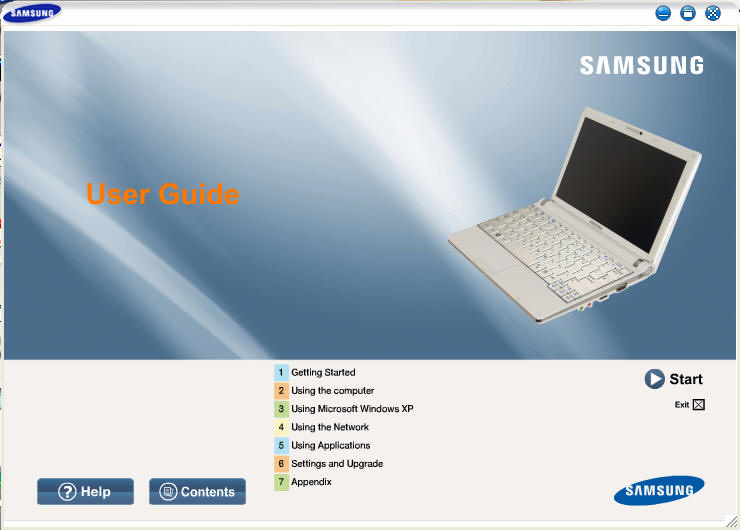 SAMSUNG
SAMSUNG
User Guide
1 Getting Started
2 Using the computer
3 Using Microsoft Windows XP
4 Using the Network
5 Using Applications
6 Settings and Upgrade
7 Appendix
Start
Exit
Help
Contents
SAMSUNG